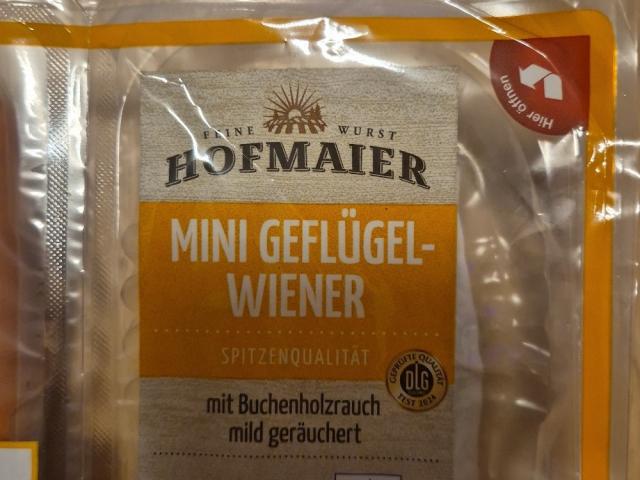 Hier öffnen
FEINE WURST
HOFMAIER
MINI GEFLÜGEL-
WIENER
SPITZENQUALITÄT
GEPRÜFTE QUALITÄT
DLG
TEST 2024
mit Buchenholzrauch
mild geräuchert